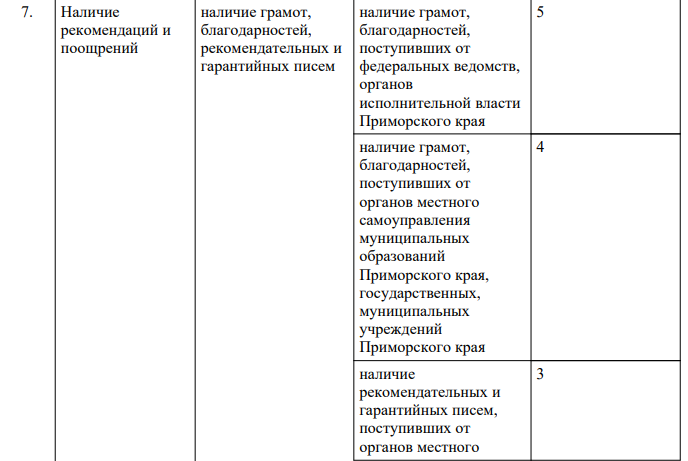 7.
Наличие
рекомендаций и
поощрений
наличие грамот,
благодарностей,
рекомендательных и
гарантийных писем
наличие грамот,
благодарностей,
поступивших от
федеральных ведомств,
органов
исполнительной власти
Приморского края
5
наличие грамот,
благодарностей,
поступивших от
органов местного
самоуправления
муниципальных
образований
Приморского края,
государственных,
муниципальных
учреждений
Приморского края
4
наличие
рекомендательных и
гарантийных писем,
поступивших от
органов местного
3